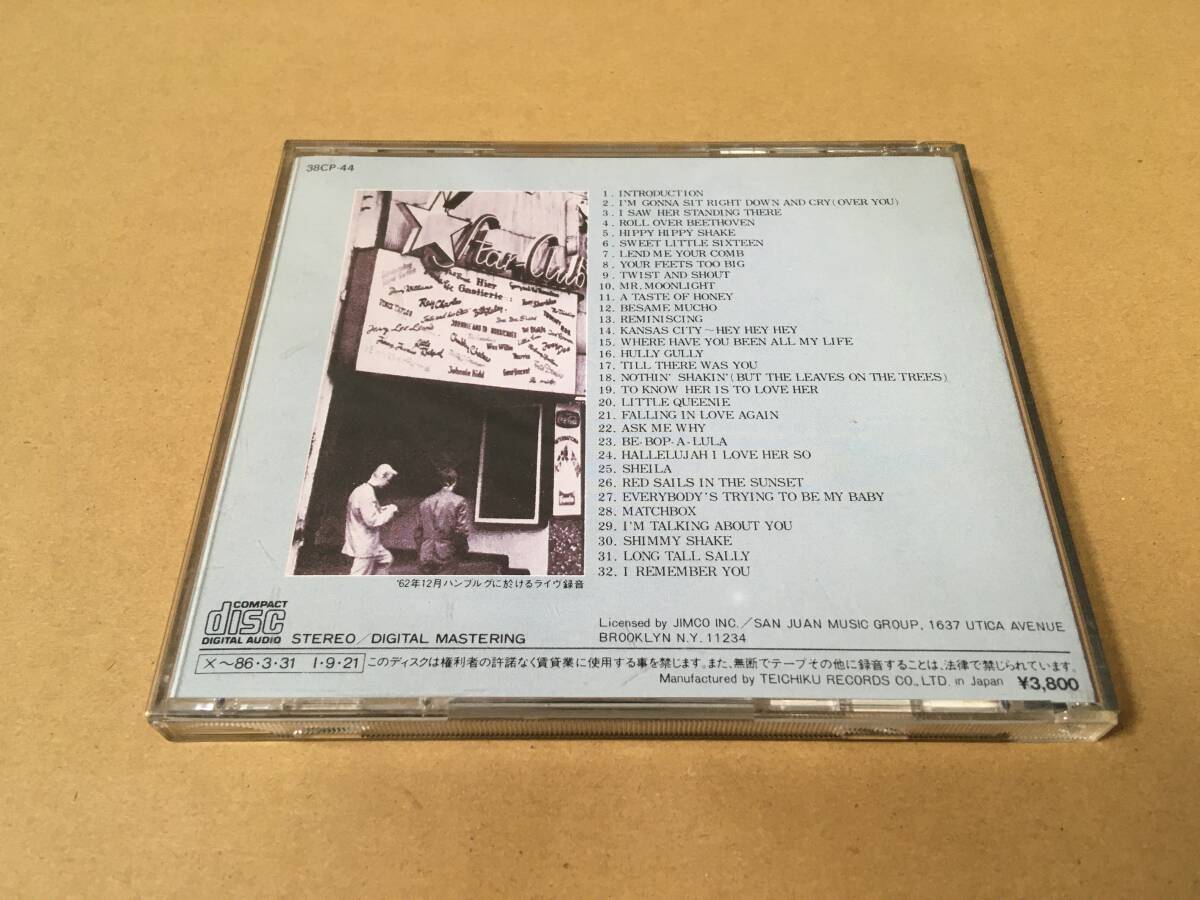 38CP-44
Star-Club
Hier
Gastierte:
Ray Charles
Jerry Lee Lewis
Johnnie Kidd
1. INTRODUCTION
2. I'M GONNA SIT RIGHT DOWN AND CRY(OVER YOU)
3. I SAW HER STANDING THERE
4. ROLL OVER BEETHOVEN
5. HIPPY HIPPY SHAKE
6. SWEET LITTLE SIXTEEN
7. LEND ME YOUR COMB
8. YOUR FEETS TOO BIG
9. TWIST AND SHOUT
10. MR. MOONLIGHT
11. A TASTE OF HONEY
12. BESAME MUCHO
13. REMINISCING
14. KANSAS CITY〜HEY HEY HEY
15. WHERE HAVE YOU BEEN ALL MY LIFE
16. HULLY GULLY
17. TILL THERE WAS YOU
18. NOTHIN' SHAKIN'(BUT THE LEAVES ON THE TREES)
19. TO KNOW HER IS TO LOVE HER
20. LITTLE QUEENIE
21. FALLING IN LOVE AGAIN
22. ASK ME WHY
23. BE-BOP-A-LULA
24. HALLELUJAH I LOVE HER SO
25. SHEILA
26. RED SAILS IN THE SUNSET
27. EVERYBODY'S TRYING TO BE MY BABY
28. MATCHBOX
29. I'M TALKING ABOUT YOU
30. SHIMMY SHAKE
31. LONG TALL SALLY
32. I REMEMBER YOU
'62年12月ハンブルグに於けるライヴ録音
COMPACT
disc
DIGITAL AUDIO
STEREO/DIGITAL MASTERING
Licensed by JIMCO INC./SAN JUAN MUSIC GROUP, 1637 UTICA AVENUE
BROOKLYN N.Y. 11234
X〜86・3・31 I・9・21 このディスクは権利者の許諾なく賃貸業に使用する事を禁じます。また、無断でテープその他に録音することは、法律で禁じられています。
Manufactured by TEICHIKU RECORDS CO., LTD. in Japan ¥3,800